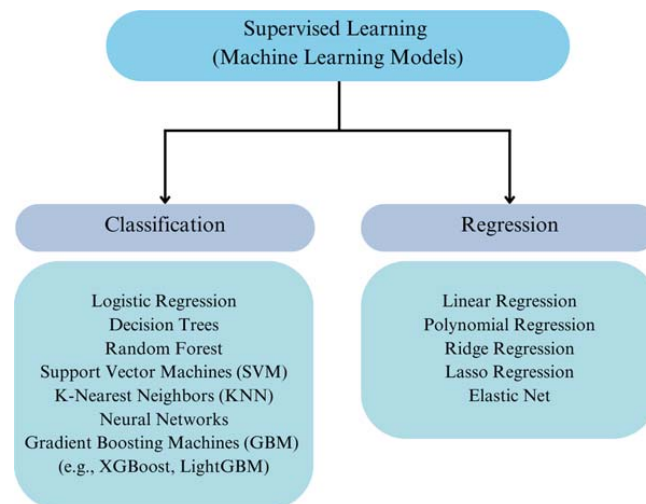 Supervised Learning
(Machine Learning Models)
Classification
Regression
Logistic Regression
Decision Trees
Random Forest
Support Vector Machines (SVM)
K-Nearest Neighbors (KNN)
Neural Networks
Gradient Boosting Machines (GBM)
(e.g., XGBoost, LightGBM)
Linear Regression
Polynomial Regression
Ridge Regression
Lasso Regression
Elastic Net